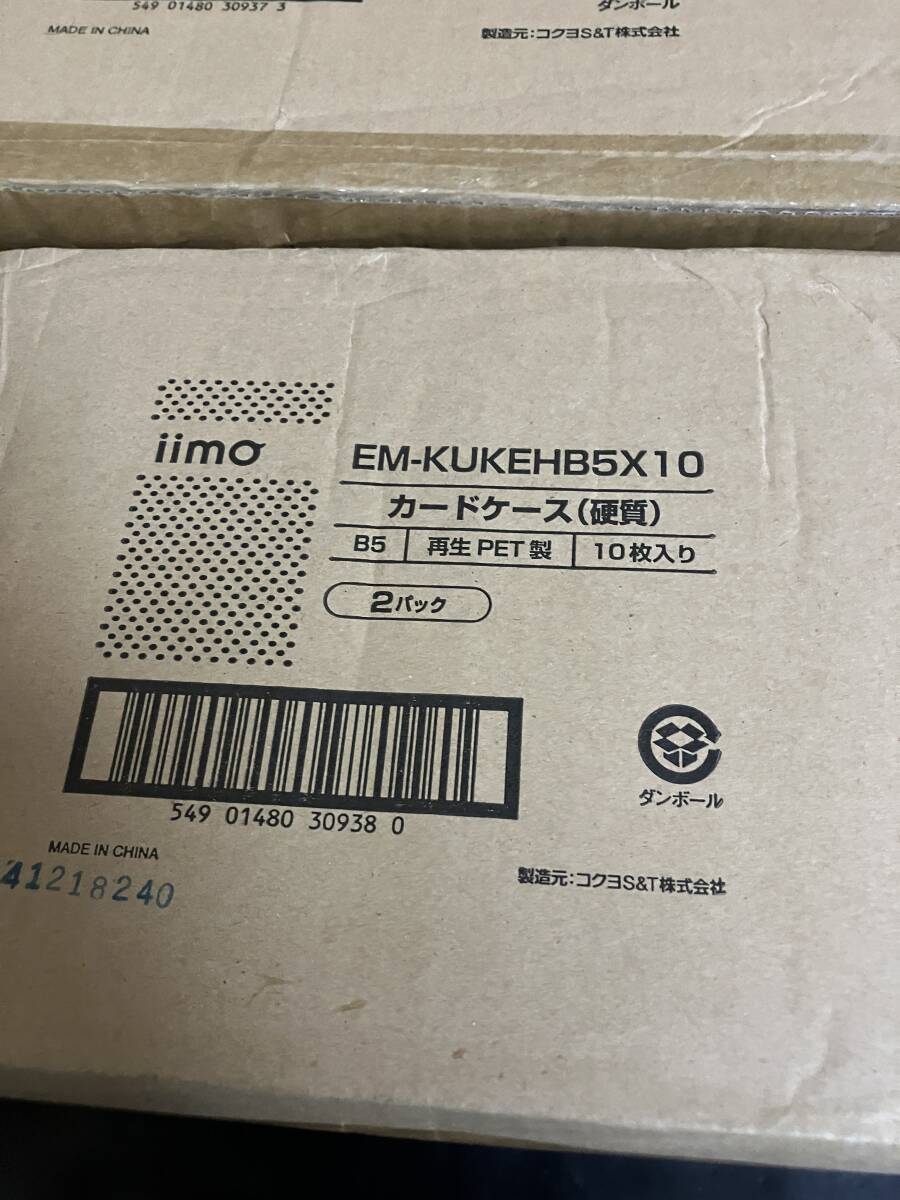 549 01480 30937 3
ダンボール
MADE IN CHINA
製造元:コクヨS&T株式会社
iimo
EM-KUKEHB5X10
カードケース(硬質)
B5 再生PET製 10枚入り
2パック
549 01480 30938 0
ダンボール
MADE IN CHINA
41218240
製造元:コクヨS&T株式会社